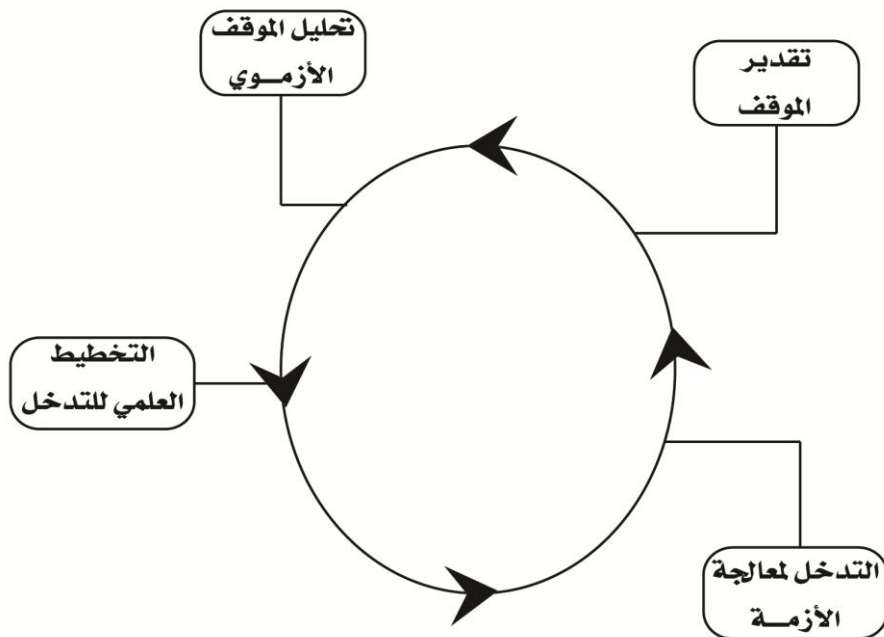 تقدير
الموقف
تحليل الموقف
الأزمــوي
التخطيط
العلمي للتدخل
التدخل لمعالجة
الأزمــة